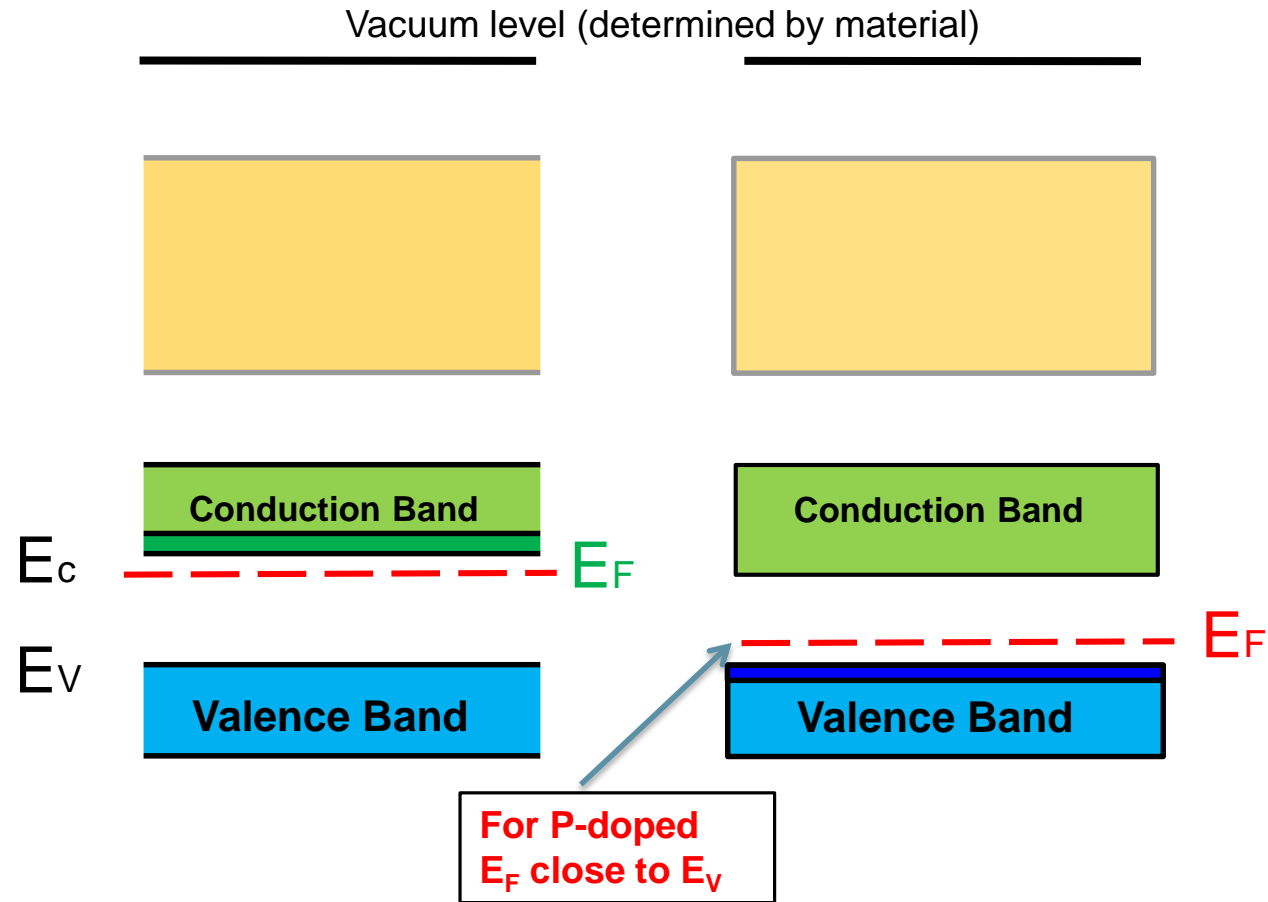 Vacuum level (determined by material)
Conduction Band
Conduction Band
Ec
EF
EF
EV
Valence Band
Valence Band
For P-doped
EF close to EV